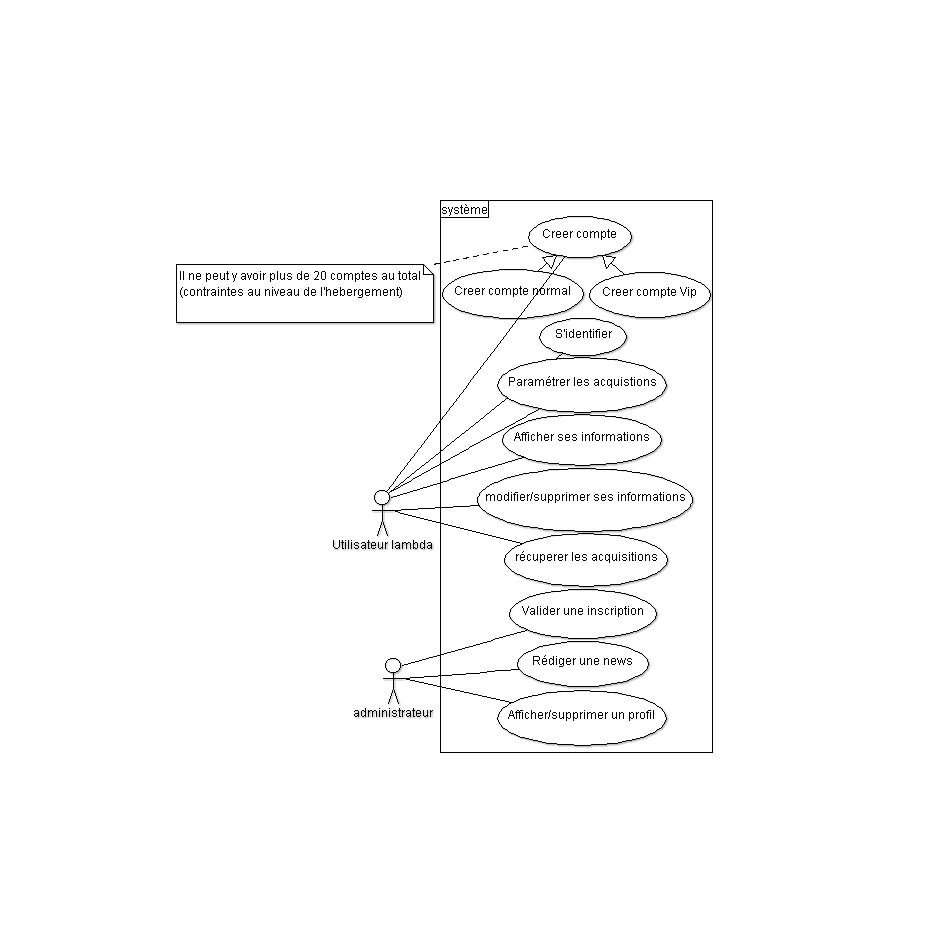 système
Creer compte
Il ne peut y avoir plus de 20 comptes au total
(contraintes au niveau de l'hebergement)
Creer compte normal
Creer compte Vip
S'identifier
Paramétrer les acquistions
Afficher ses informations
modifier/supprimer ses informations
Utilisateur lambda
récuperer les acquisitions
Valider une inscription
Rédiger une news
administrateur
Afficher/supprimer un profil